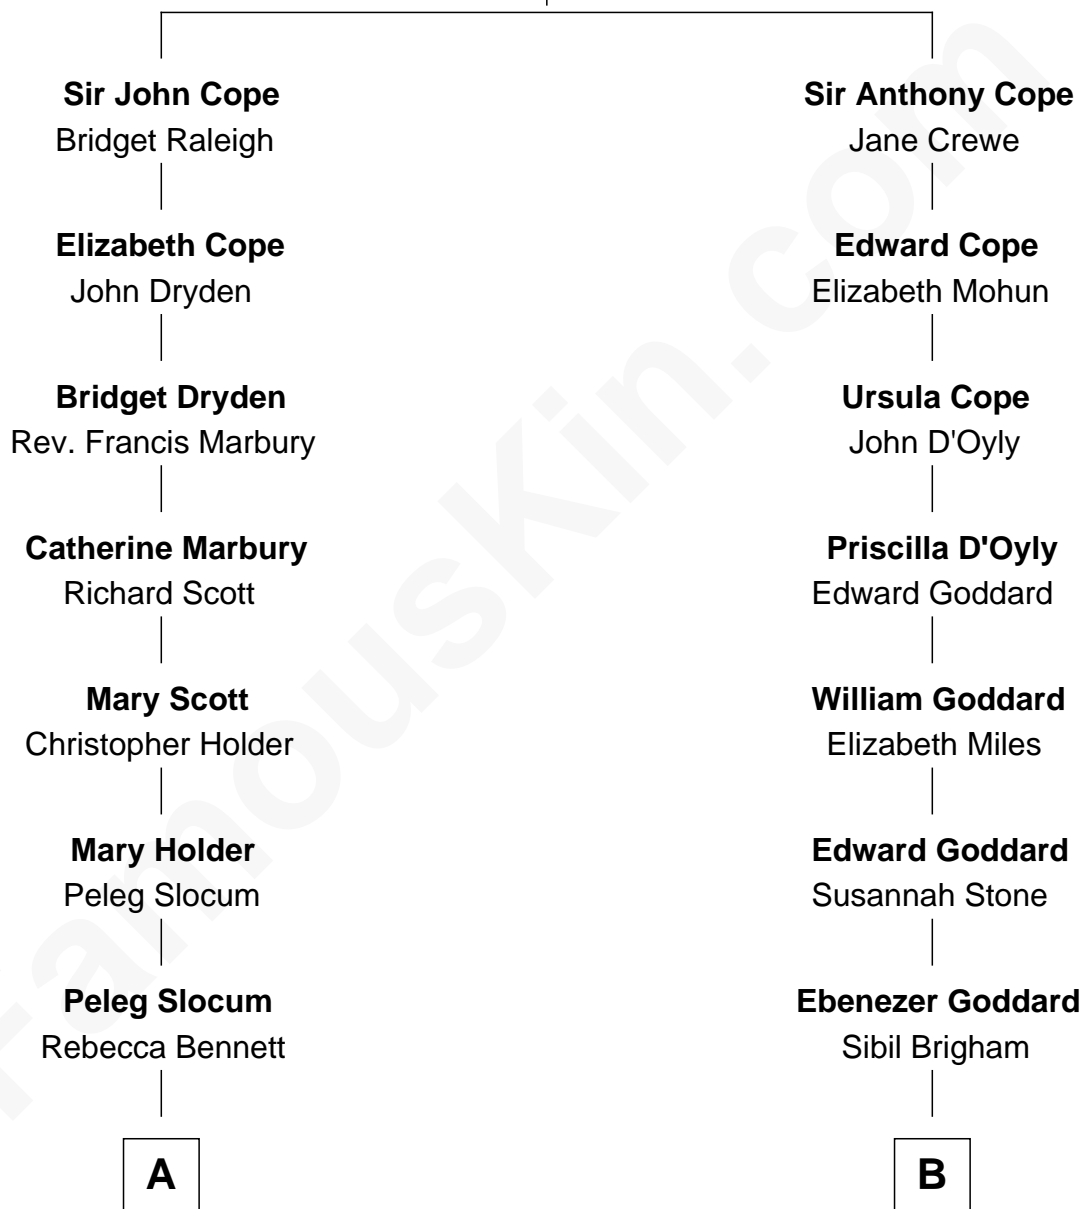 Sir John Cope
Bridget Raleigh
Elizabeth Cope
John Dryden
Bridget Dryden
Rev. Francis Marbury
Catherine Marbury
Richard Scott
Mary Scott
Christopher Holder
Mary Holder
Peleg Slocum
Peleg Slocum
Rebecca Bennett
A
Sir Anthony Cope
Jane Crewe
Edward Cope
Elizabeth Mohun
Ursula Cope
John D'Oyly
Priscilla D'Oyly
Edward Goddard
William Goddard
Elizabeth Miles
Edward Goddard
Susannah Stone
Ebenezer Goddard
Sibil Brigham
B
FamousKin.com